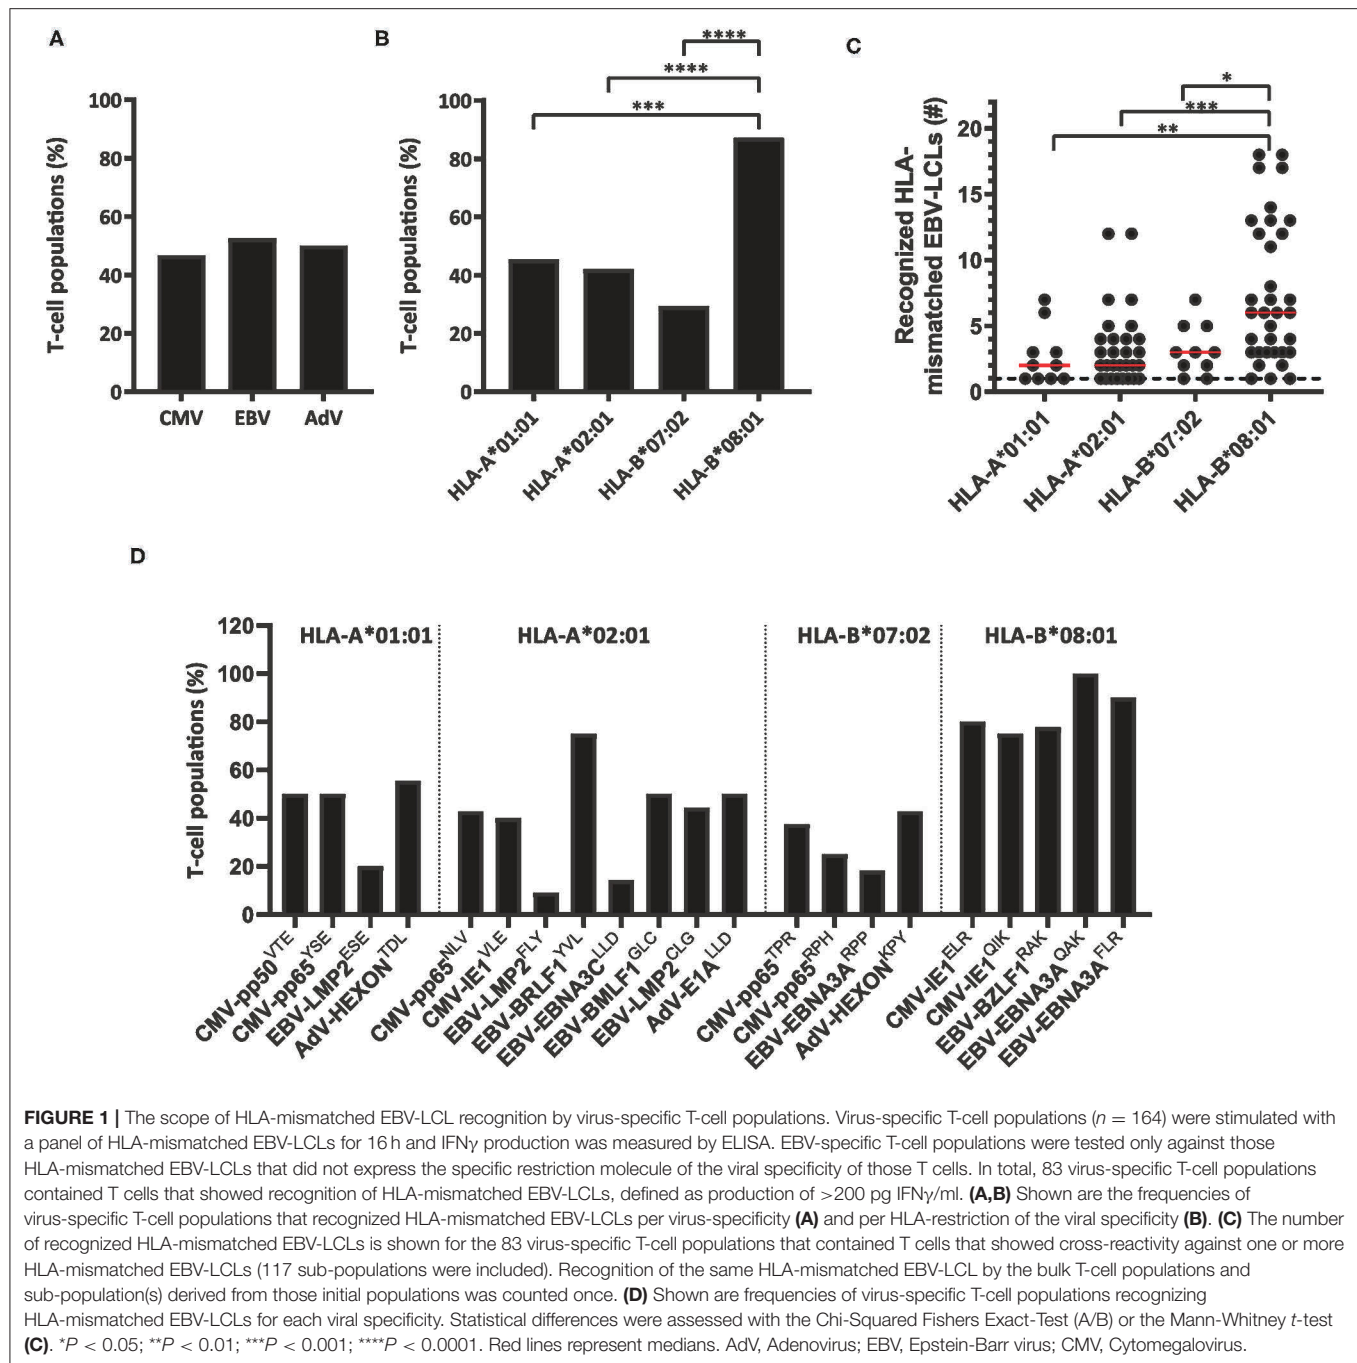 A
B
C
T-cell populations (%)
100
80
60
40
20
0
CMV
EBV
AdV
****
****
***
T-cell populations (%)
100
80
60
40
20
0
HLA-A*01:01
HLA-A*02:01
HLA-B*07:02
HLA-B*08:01
*
***
**
Recognized HLA-
mismatched EBV-LCLs (#)
20
15
10
5
0
HLA-A*01:01
HLA-A*02:01
HLA-B*07:02
HLA-B*08:01
D
T-cell populations (%)
120
100
80
60
40
20
0
HLA-A*01:01
HLA-A*02:01
HLA-B*07:02
HLA-B*08:01
CMV-pp50VTE
CMV-pp65YSE
EBV-LMP2ESE
AdV-HEXONTDL
CMV-pp65NLV
CMV-IE1VLE
EBV-LMP2FLY
EBV-BRLF1YVL
EBV-EBNA3CLLD
EBV-BMLF1GLC
EBV-LMP2CLG
AdV-E1ALLD
CMV-pp65TPR
CMV-pp65RPH
EBV-EBNA3ARPP
AdV-HEXONKPY
CMV-IE1ELR
CMV-IE1QIK
EBV-BZLF1RAK
EBV-EBNA3AQAK
EBV-EBNA3AFLR
FIGURE 1 | The scope of HLA-mismatched EBV-LCL recognition by virus-specific T-cell populations. Virus-specific T-cell populations (n = 164) were stimulated with
a panel of HLA-mismatched EBV-LCLs for 16 h and IFNγ production was measured by ELISA. EBV-specific T-cell populations were tested only against those
HLA-mismatched EBV-LCLs that did not express the specific restriction molecule of the viral specificity of those T cells. In total, 83 virus-specific T-cell populations
contained T cells that showed recognition of HLA-mismatched EBV-LCLs, defined as production of >200 pg IFNγ/ml. (A,B) Shown are the frequencies of
virus-specific T-cell populations that recognized HLA-mismatched EBV-LCLs per virus-specificity (A) and per HLA-restriction of the viral specificity (B). (C) The number
of recognized HLA-mismatched EBV-LCLs is shown for the 83 virus-specific T-cell populations that contained T cells that showed cross-reactivity against one or more
HLA-mismatched EBV-LCLs (117 sub-populations were included). Recognition of the same HLA-mismatched EBV-LCL by the bulk T-cell populations and
sub-population(s) derived from those initial populations was counted once. (D) Shown are frequencies of virus-specific T-cell populations recognizing
HLA-mismatched EBV-LCLs for each viral specificity. Statistical differences were assessed with the Chi-Squared Fishers Exact-Test (A/B) or the Mann-Whitney t-test
(C). *P < 0.05; **P < 0.01; ***P < 0.001; ****P < 0.0001. Red lines represent medians. AdV, Adenovirus; EBV, Epstein-Barr virus; CMV, Cytomegalovirus.